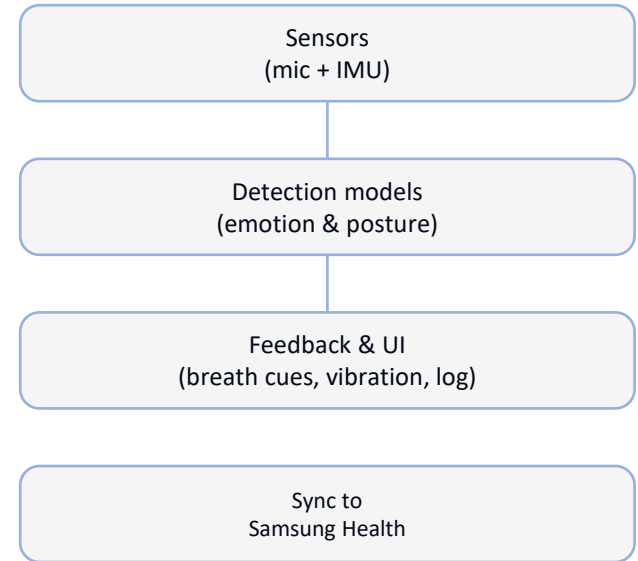 Sensors
(mic + IMU)
Detection models
(emotion & posture)
Feedback & UI
(breath cues, vibration, log)
Sync to
Samsung Health